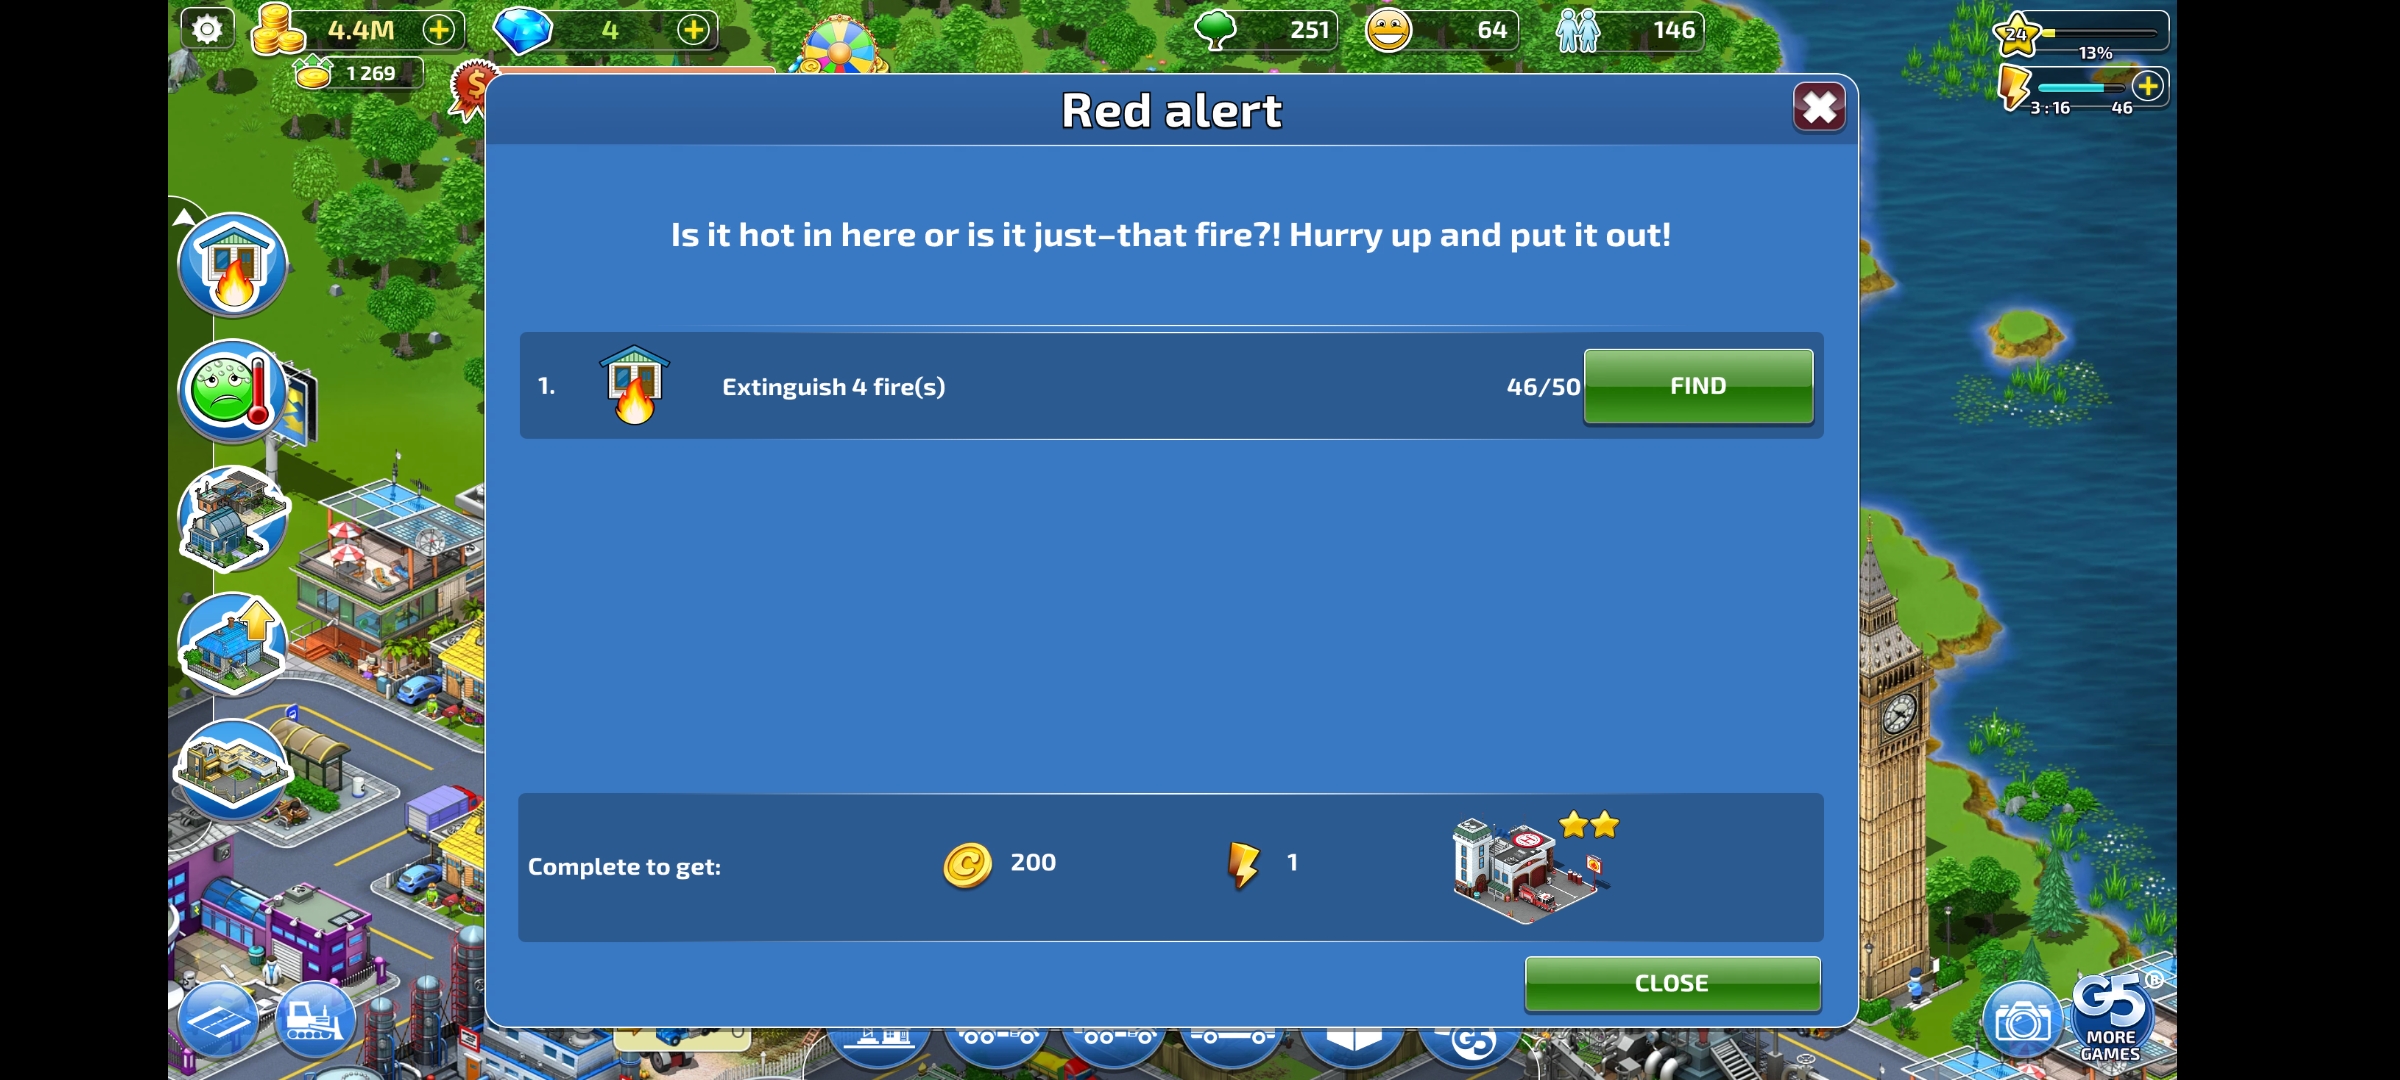 4.4M
4
251
64
146
24
13%
1 269
3:16
46
Red alert
Is it hot in here or is it just–that fire?! Hurry up and put it out!
1.
Extinguish 4 fire(s)
46/50
FIND
Complete to get:
200
1
CLOSE
G5
G5 ®
MORE
GAMES